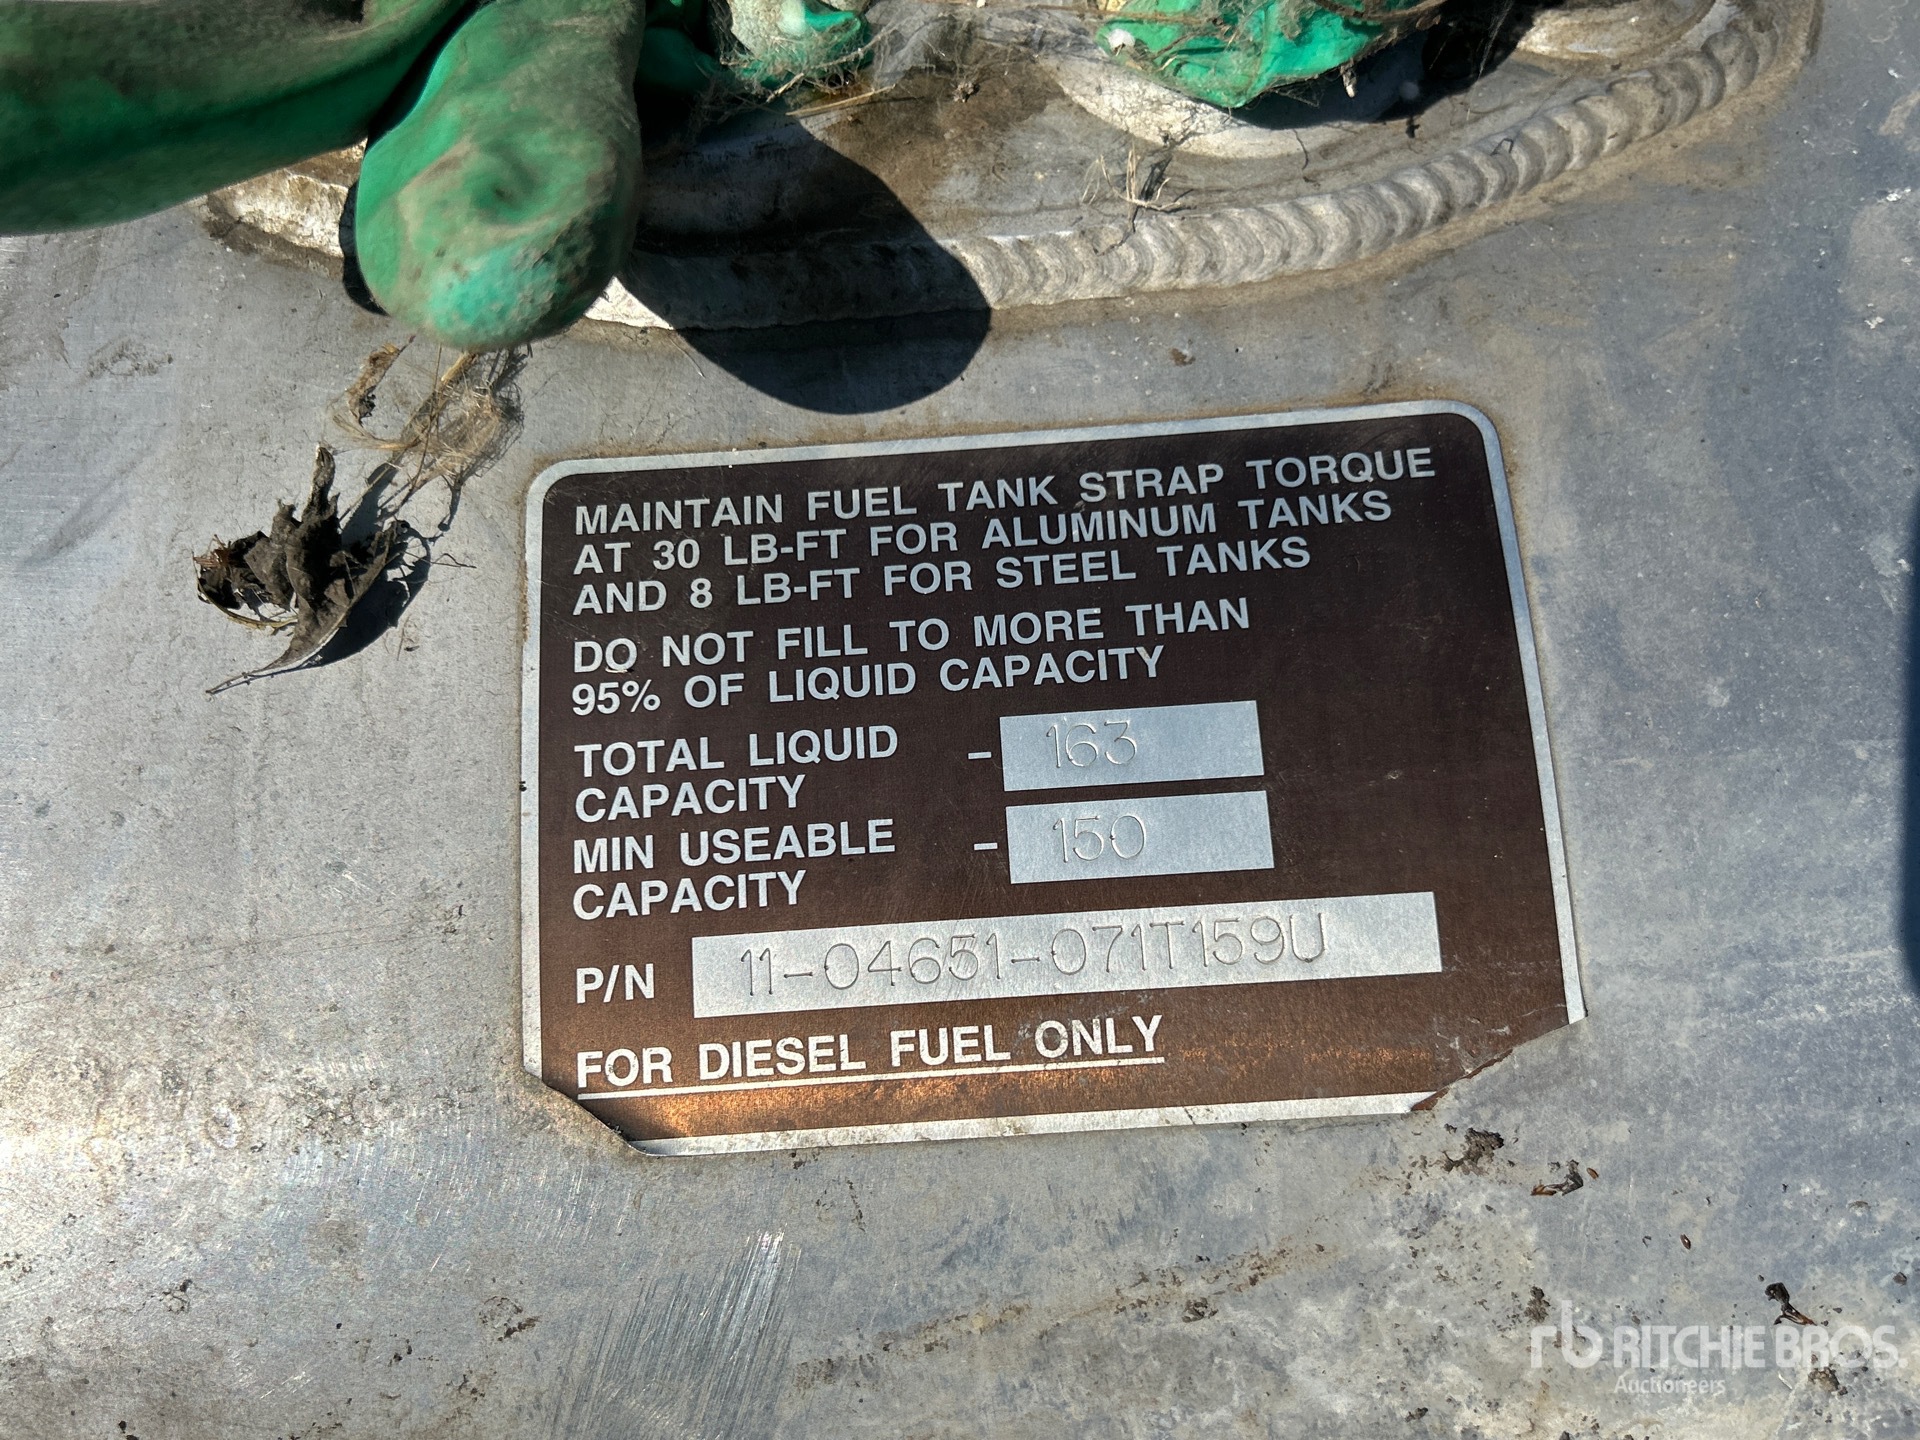 MAINTAIN FUEL TANK STRAP TORQUE
AT 30 LB-FT FOR ALUMINUM TANKS
AND 8 LB-FT FOR STEEL TANKS
DO NOT FILL TO MORE THAN
95% OF LIQUID CAPACITY
TOTAL LIQUID CAPACITY - 163
MIN USEABLE CAPACITY - 150
P/N 11-04651-071T159U
FOR DIESEL FUEL ONLY
rb RITCHIE BROS.
Auctioneers